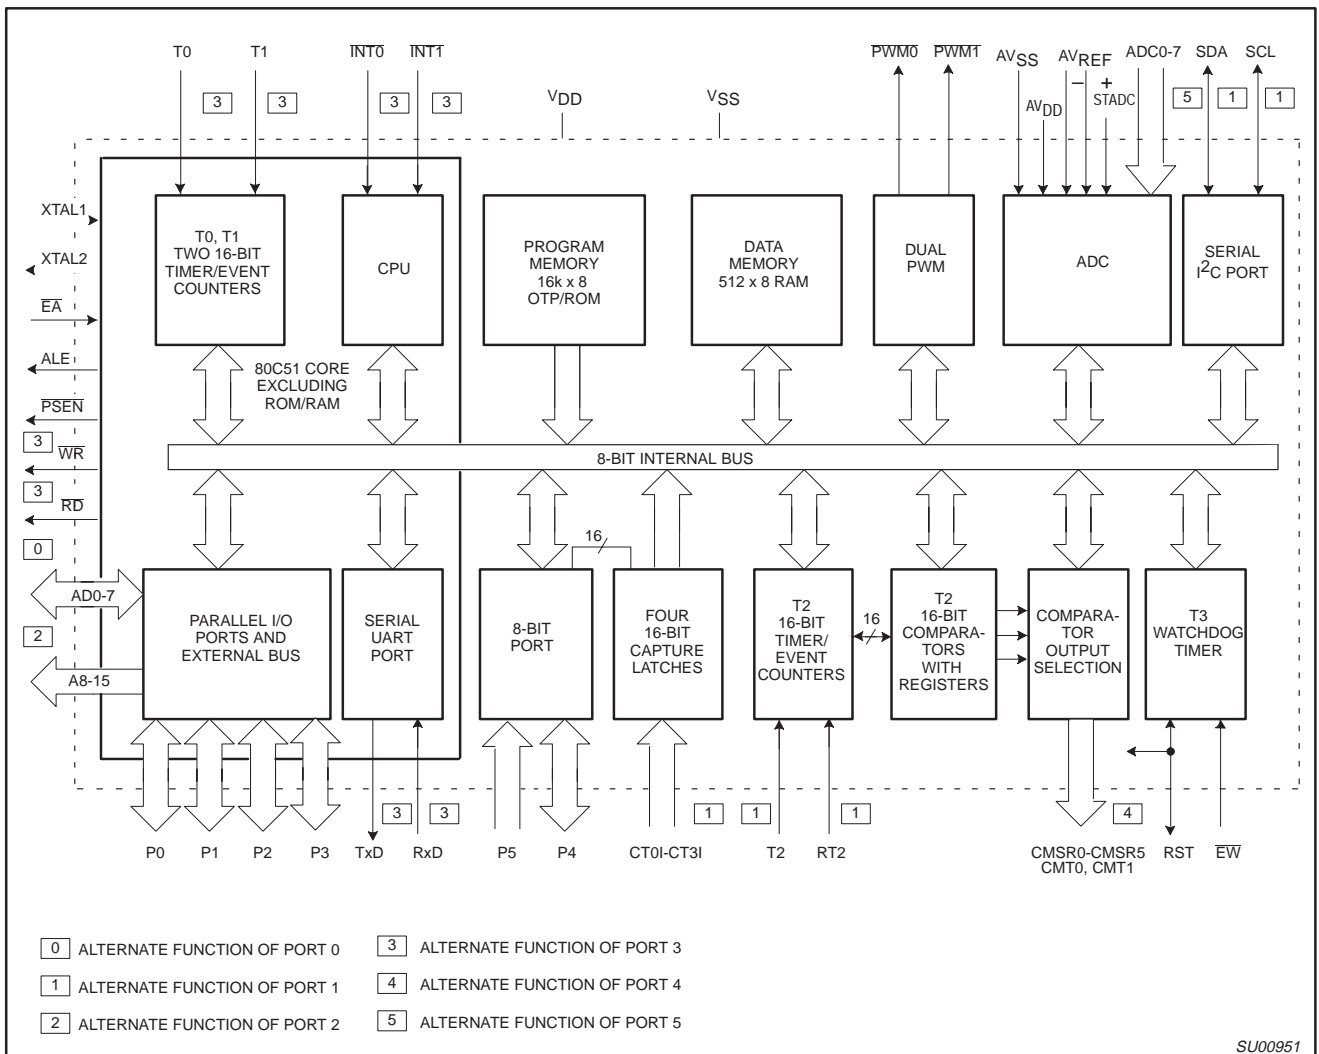 T0 T1 INT0 INT1 PWM0 PWM1 AVSS AVREF ADC0-7 SDA SCL
3 3 3 3 VDD VSS − + 5 1 1
AVDD STADC
XTAL1
XTAL2
EA
ALE
PSEN
3
WR
3
RD
0
AD0-7
2
A8-15
T0, T1
TWO 16-BIT
TIMER/EVENT
COUNTERS
CPU
PROGRAM
MEMORY
16k x 8
OTP/ROM
DATA
MEMORY
512 x 8 RAM
DUAL
PWM
ADC
SERIAL
I2C PORT
80C51 CORE
EXCLUDING
ROM/RAM
8-BIT INTERNAL BUS
PARALLEL I/O
PORTS AND
EXTERNAL BUS
SERIAL
UART
PORT
8-BIT
PORT
16
FOUR
16-BIT
CAPTURE
LATCHES
T2
16-BIT
TIMER/
EVENT
COUNTERS
16
T2
16-BIT
COMPARA-
TORS
WITH
REGISTERS
COMPARA-
TOR
OUTPUT
SELECTION
T3
WATCHDOG
TIMER
3 3 1 1 1 4
P0 P1 P2 P3 TxD RxD P5 P4 CT0I-CT3I T2 RT2 CMSR0-CMSR5 RST EW
CMT0, CMT1
0 ALTERNATE FUNCTION OF PORT 0
1 ALTERNATE FUNCTION OF PORT 1
2 ALTERNATE FUNCTION OF PORT 2
3 ALTERNATE FUNCTION OF PORT 3
4 ALTERNATE FUNCTION OF PORT 4
5 ALTERNATE FUNCTION OF PORT 5
SU00951